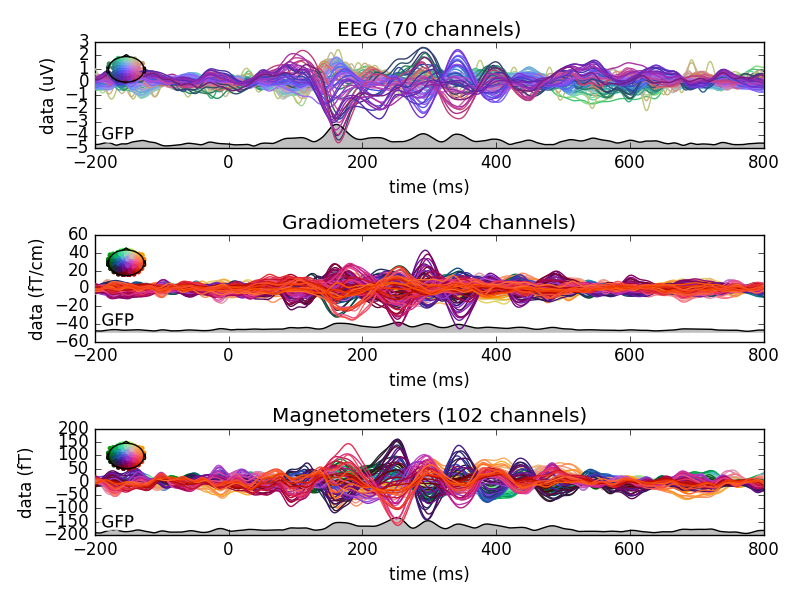 EEG (70 channels)
data (uV)
3
2
1
0
−1
−2
−3
−4
−5
GFP
−200 0 200 400 600 800
time (ms)
Gradiometers (204 channels)
data (fT/cm)
60
40
20
0
−20
−40
−60
GFP
−200 0 200 400 600 800
time (ms)
Magnetometers (102 channels)
data (fT)
200
150
100
50
0
−50
−100
−150
−200
GFP
−200 0 200 400 600 800
time (ms)